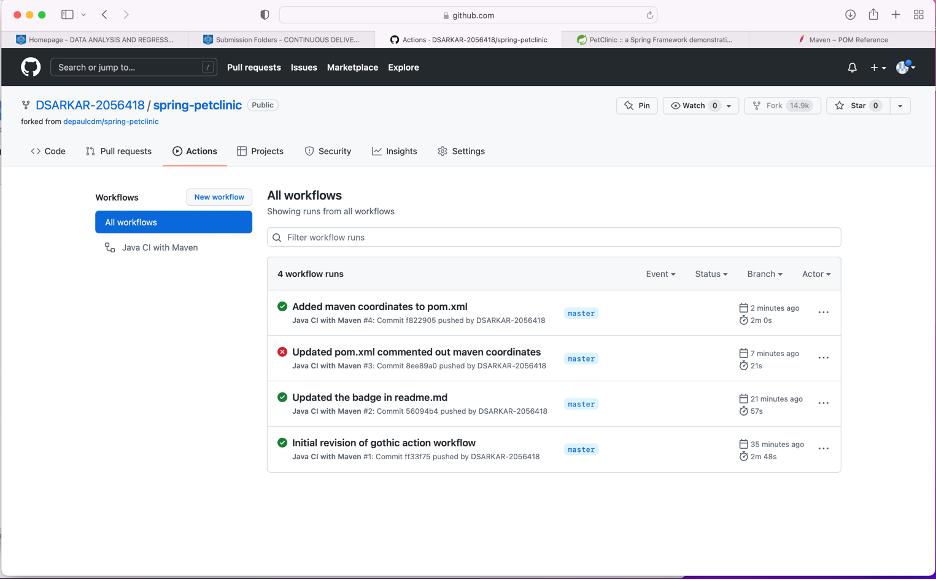 github.com
Homepage - DATA ANALYSIS AND REGRESS...
Submission Folders - CONTINUOUS DELIVE...
Actions · DSARKAR-2056418/spring-petclinic
PetClinic :: a Spring Framework demonstrati...
Maven – POM Reference
Search or jump to...
/
Pull requests
Issues
Marketplace
Explore
DSARKAR-2056418 / spring-petclinic
Public
Pin
Watch 0
Fork 14.9k
Star 0
forked from depaulcdm/spring-petclinic
Code
Pull requests
Actions
Projects
Security
Insights
Settings
Workflows
New workflow
All workflows
Java CI with Maven
All workflows
Showing runs from all workflows
Filter workflow runs
4 workflow runs
Event
Status
Branch
Actor
Added maven coordinates to pom.xml
Java CI with Maven #4: Commit f822905 pushed by DSARKAR-2056418
master
2 minutes ago
2m 0s
Updated pom.xml commented out maven coordinates
Java CI with Maven #3: Commit 8ee89a0 pushed by DSARKAR-2056418
master
7 minutes ago
21s
Updated the badge in readme.md
Java CI with Maven #2: Commit 56094b4 pushed by DSARKAR-2056418
master
21 minutes ago
57s
Initial revision of gothic action workflow
Java CI with Maven #1: Commit ff33f75 pushed by DSARKAR-2056418
master
35 minutes ago
2m 48s